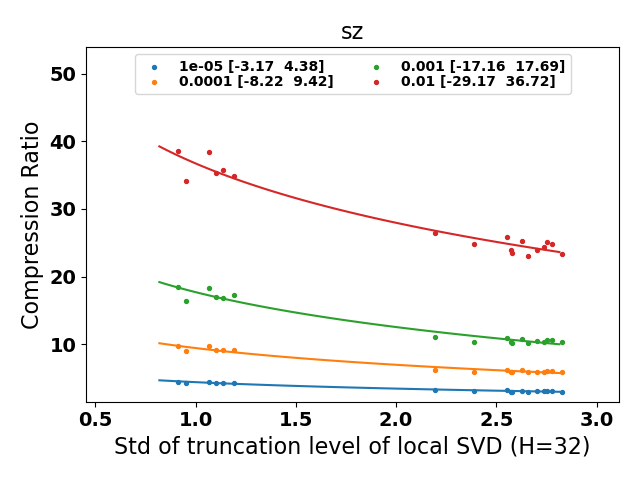 sz
1e-05 [-3.17  4.38]
0.0001 [-8.22  9.42]
0.001 [-17.16  17.69]
0.01 [-29.17  36.72]
Compression Ratio
50
40
30
20
10
0.5 1.0 1.5 2.0 2.5 3.0
Std of truncation level of local SVD (H=32)